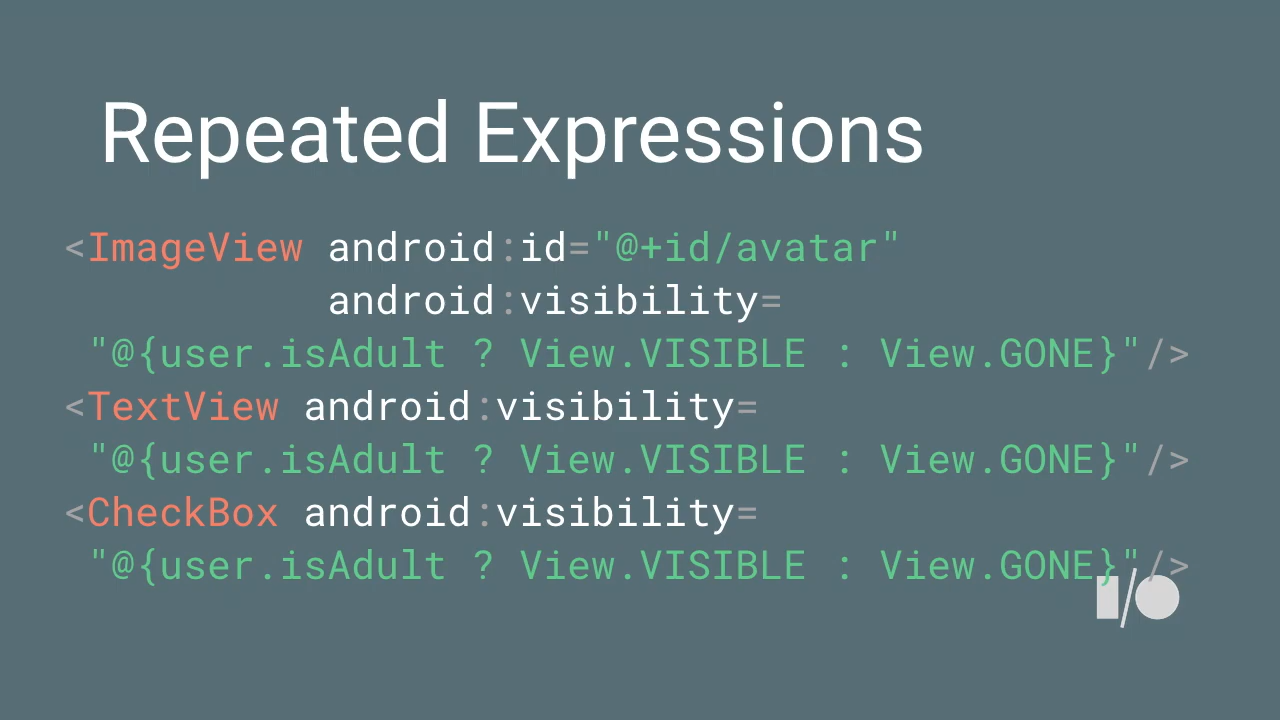 Repeated Expressions
<ImageView android:id="@+id/avatar"
android:visibility=
"@{user.isAdult ? View.VISIBLE : View.GONE}"/>
<TextView android:visibility=
"@{user.isAdult ? View.VISIBLE : View.GONE}"/>
<CheckBox android:visibility=
"@{user.isAdult ? View.VISIBLE : View.GONE}"/>
I/O